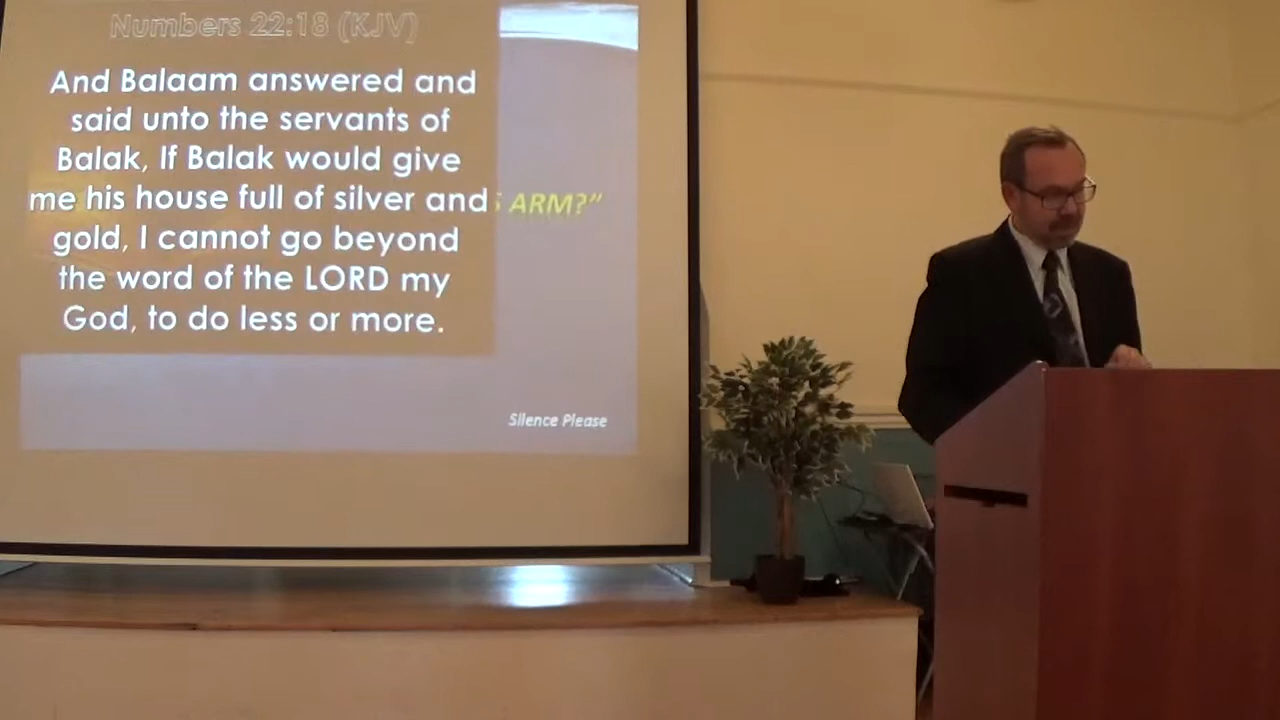 Numbers 22:18 (KJV)
And Balaam answered and
said unto the servants of
Balak, If Balak would give
me his house full of silver and
gold, I cannot go beyond
the word of the LORD my
God, to do less or more.
ARM?”
Silence Please